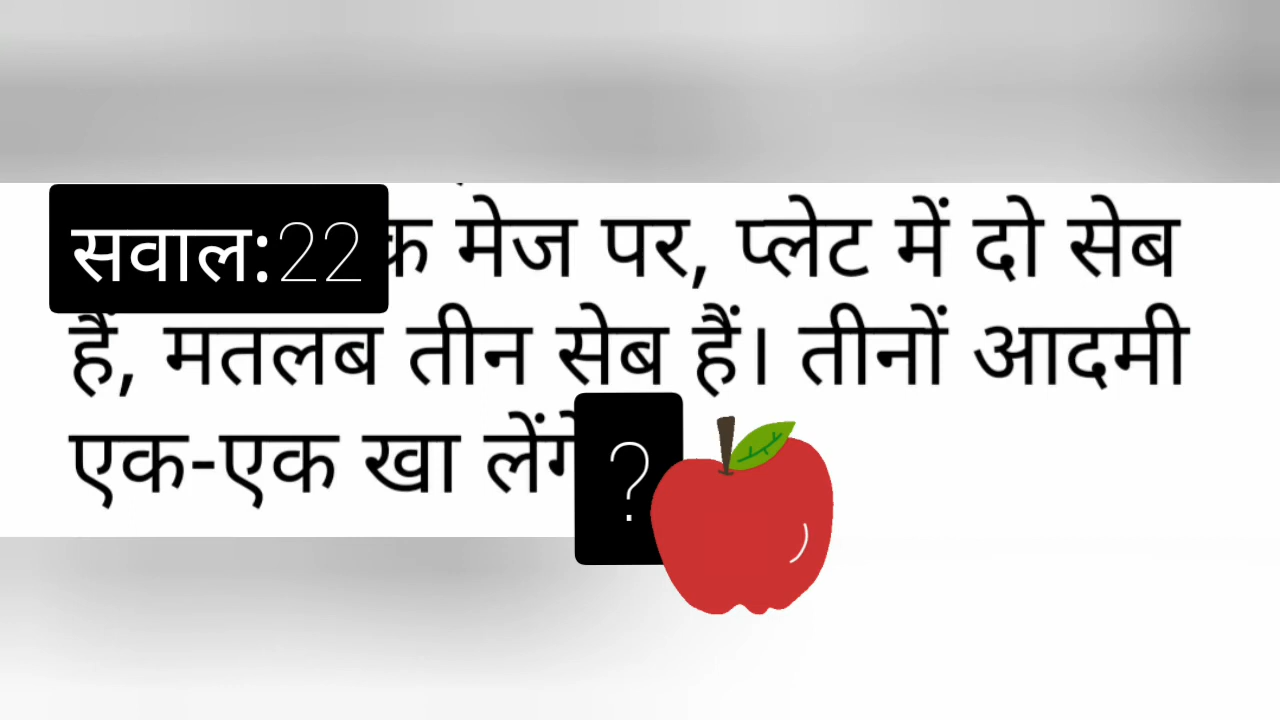 सवाल:22 क मेज पर, प्लेट में दो सेब
हैं, मतलब तीन सेब हैं। तीनों आदमी
एक-एक खा लेंगे ?